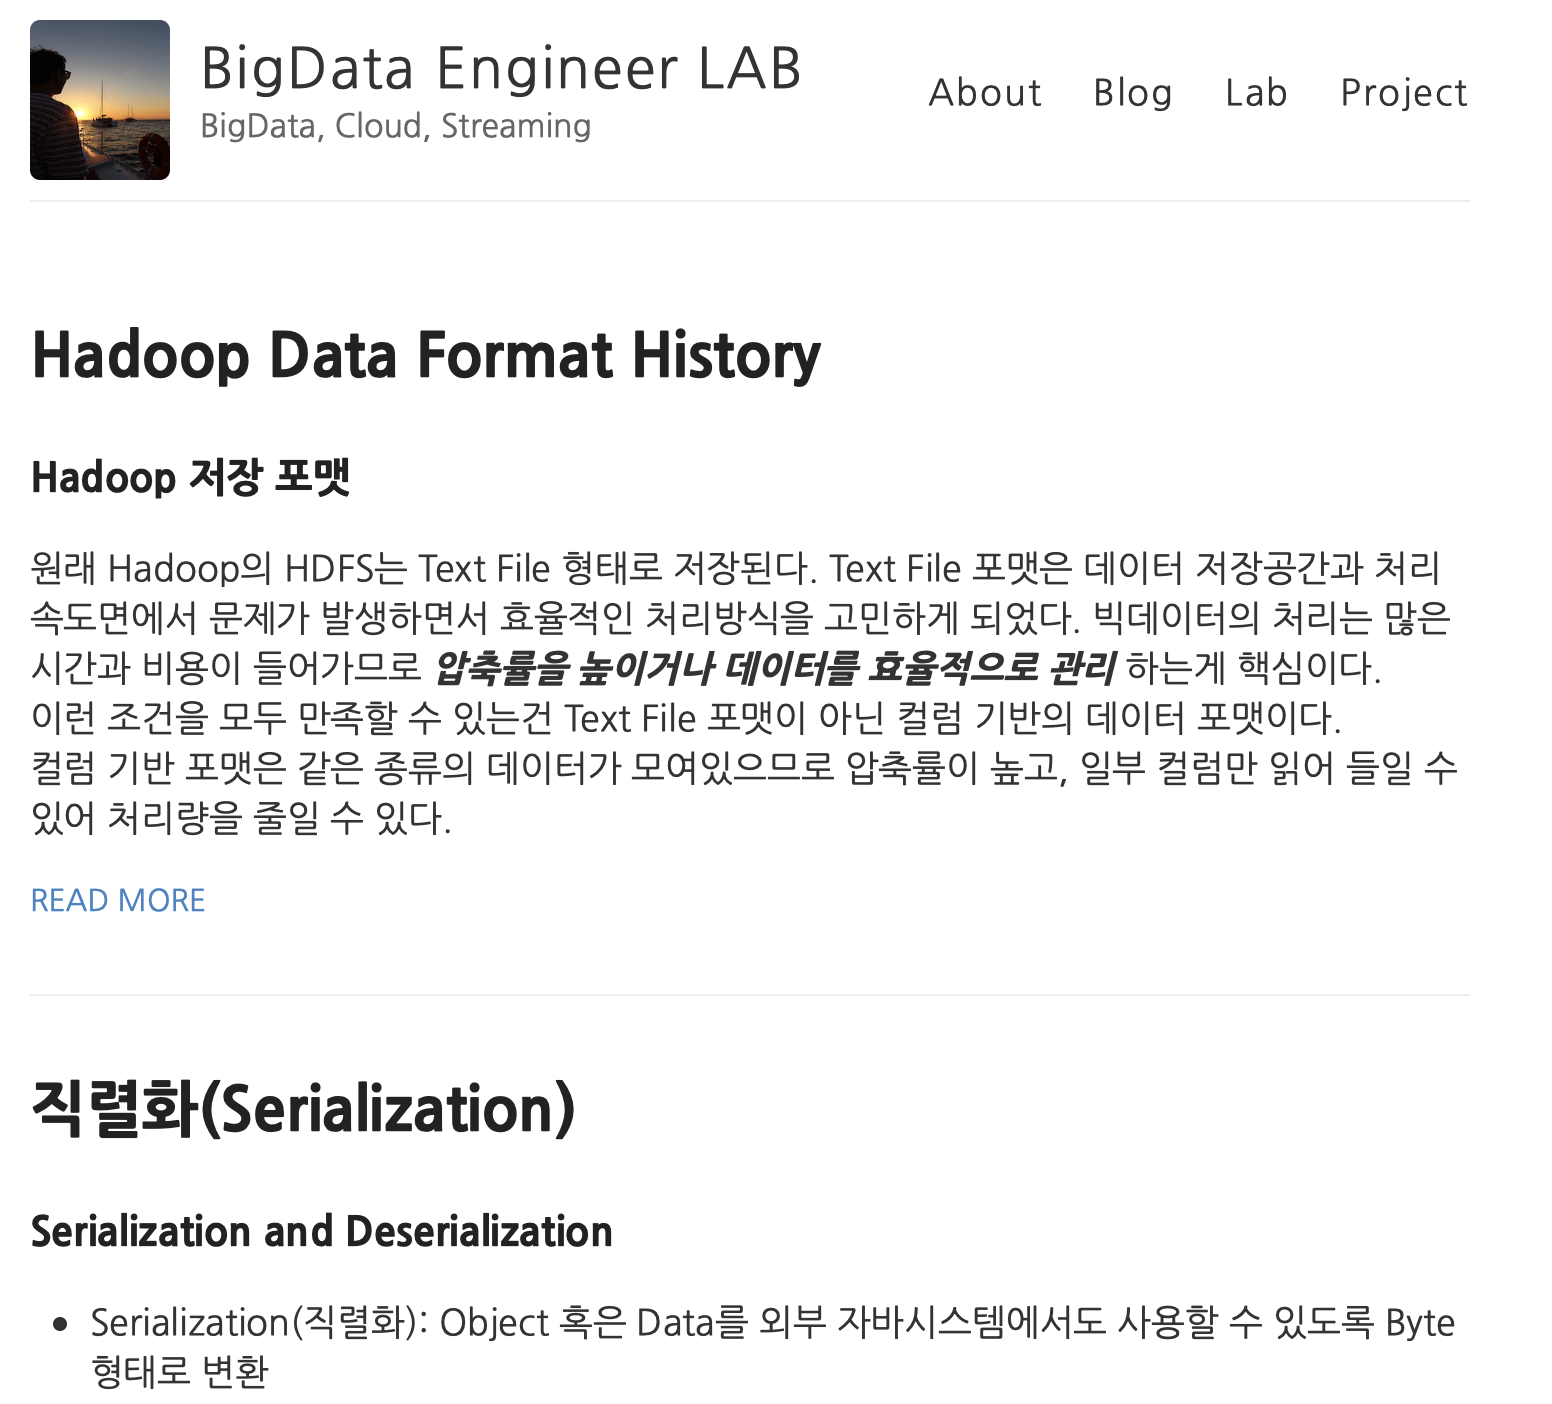 BigData Engineer LAB
BigData, Cloud, Streaming
About Blog Lab Project
Hadoop Data Format History
Hadoop 저장 포맷
원래 Hadoop의 HDFS는 Text File 형태로 저장된다. Text File 포맷은 데이터 저장공간과 처리
속도면에서 문제가 발생하면서 효율적인 처리방식을 고민하게 되었다. 빅데이터의 처리는 많은
시간과 비용이 들어가므로 압축률을 높이거나 데이터를 효율적으로 관리 하는게 핵심이다.
이런 조건을 모두 만족할 수 있는건 Text File 포맷이 아닌 컬럼 기반의 데이터 포맷이다.
컬럼 기반 포맷은 같은 종류의 데이터가 모여있으므로 압축률이 높고, 일부 컬럼만 읽어 들일 수
있어 처리량을 줄일 수 있다.
READ MORE
직렬화(Serialization)
Serialization and Deserialization
• Serialization(직렬화): Object 혹은 Data를 외부 자바시스템에서도 사용할 수 있도록 Byte
형태로 변환